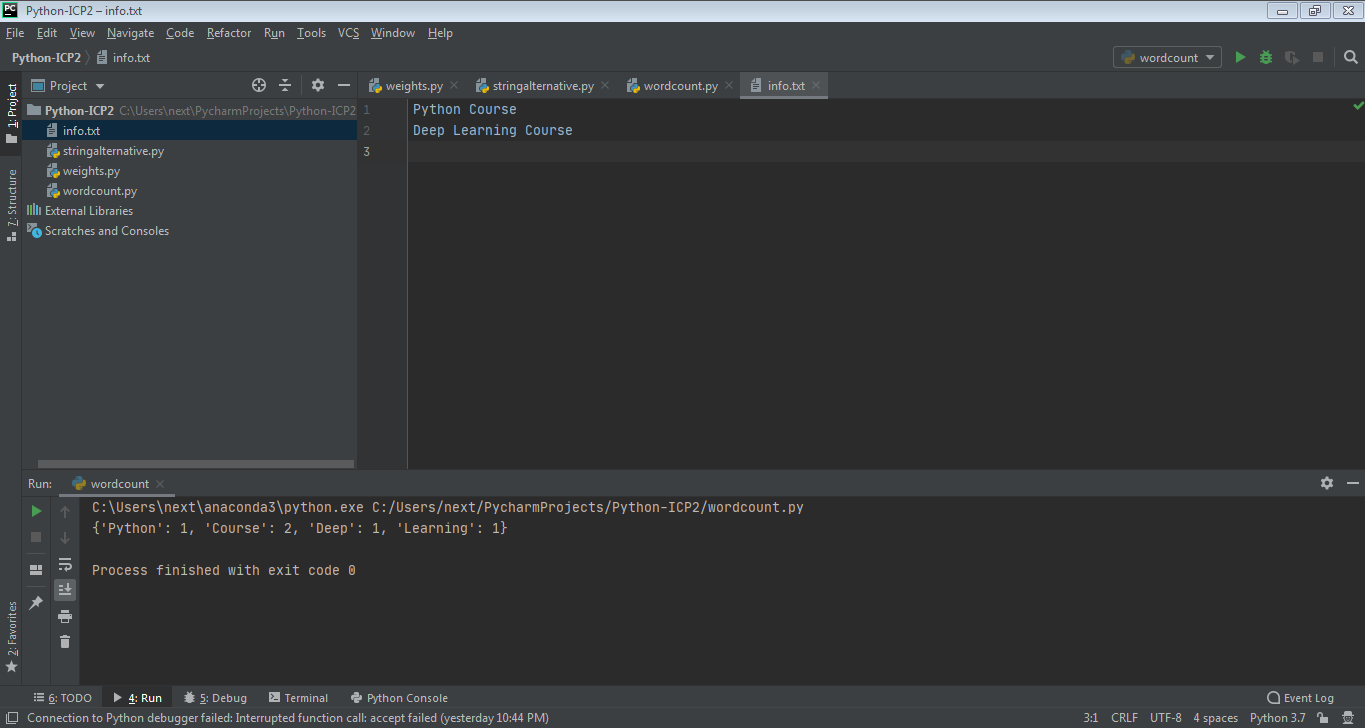 PC Python-ICP2 – info.txt
File Edit View Navigate Code Refactor Run Tools VCS Window Help
Python-ICP2 info.txt wordcount
1: Project
Project
weights.py stringalternative.py wordcount.py info.txt
Python-ICP2 C:\Users\next\PycharmProjects\Python-ICP2
info.txt
stringalternative.py
weights.py
wordcount.py
External Libraries
Scratches and Consoles
7: Structure
1 Python Course
2 Deep Learning Course
3
Run: wordcount
C:\Users\next\anaconda3\python.exe C:/Users/next/PycharmProjects/Python-ICP2/wordcount.py
{'Python': 1, 'Course': 2, 'Deep': 1, 'Learning': 1}
Process finished with exit code 0
2: Favorites
6: TODO 4: Run 5: Debug Terminal Python Console Event Log
Connection to Python debugger failed: Interrupted function call: accept failed (yesterday 10:44 PM) 3:1 CRLF UTF-8 4 spaces Python 3.7